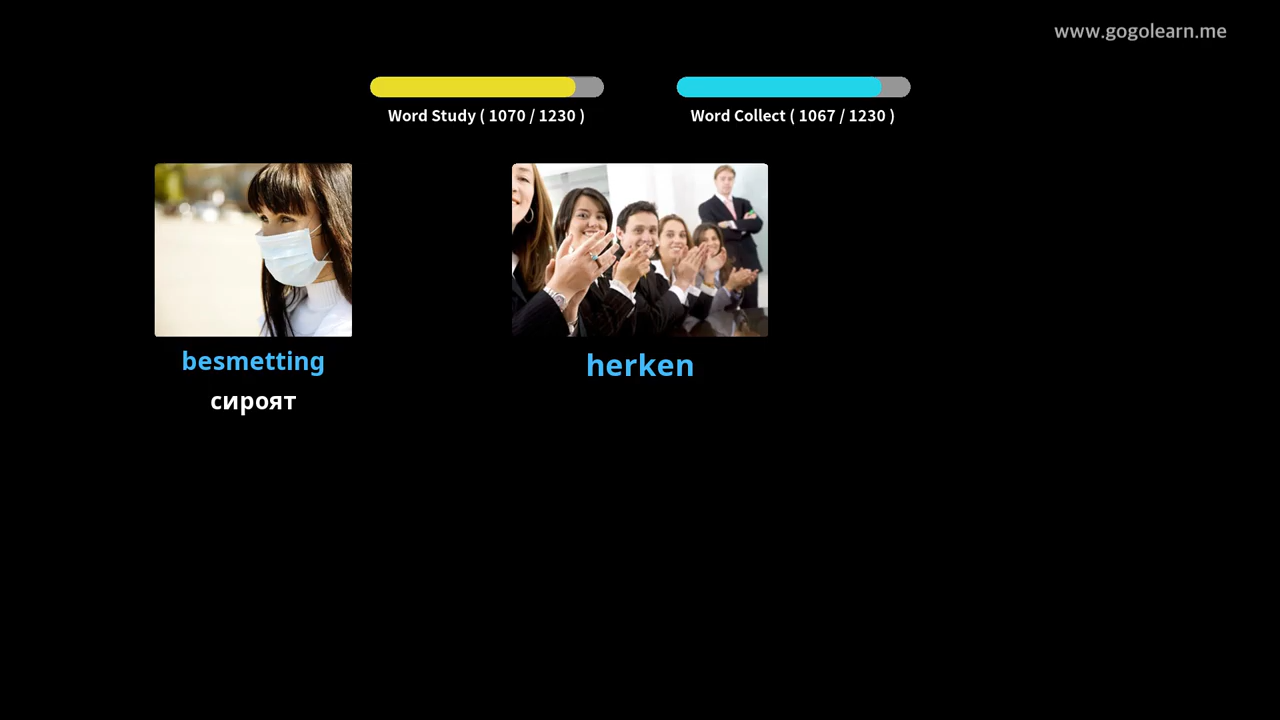 www.gogolearn.me
Word Study ( 1070 / 1230 )
Word Collect ( 1067 / 1230 )
besmetting
сироят
herken